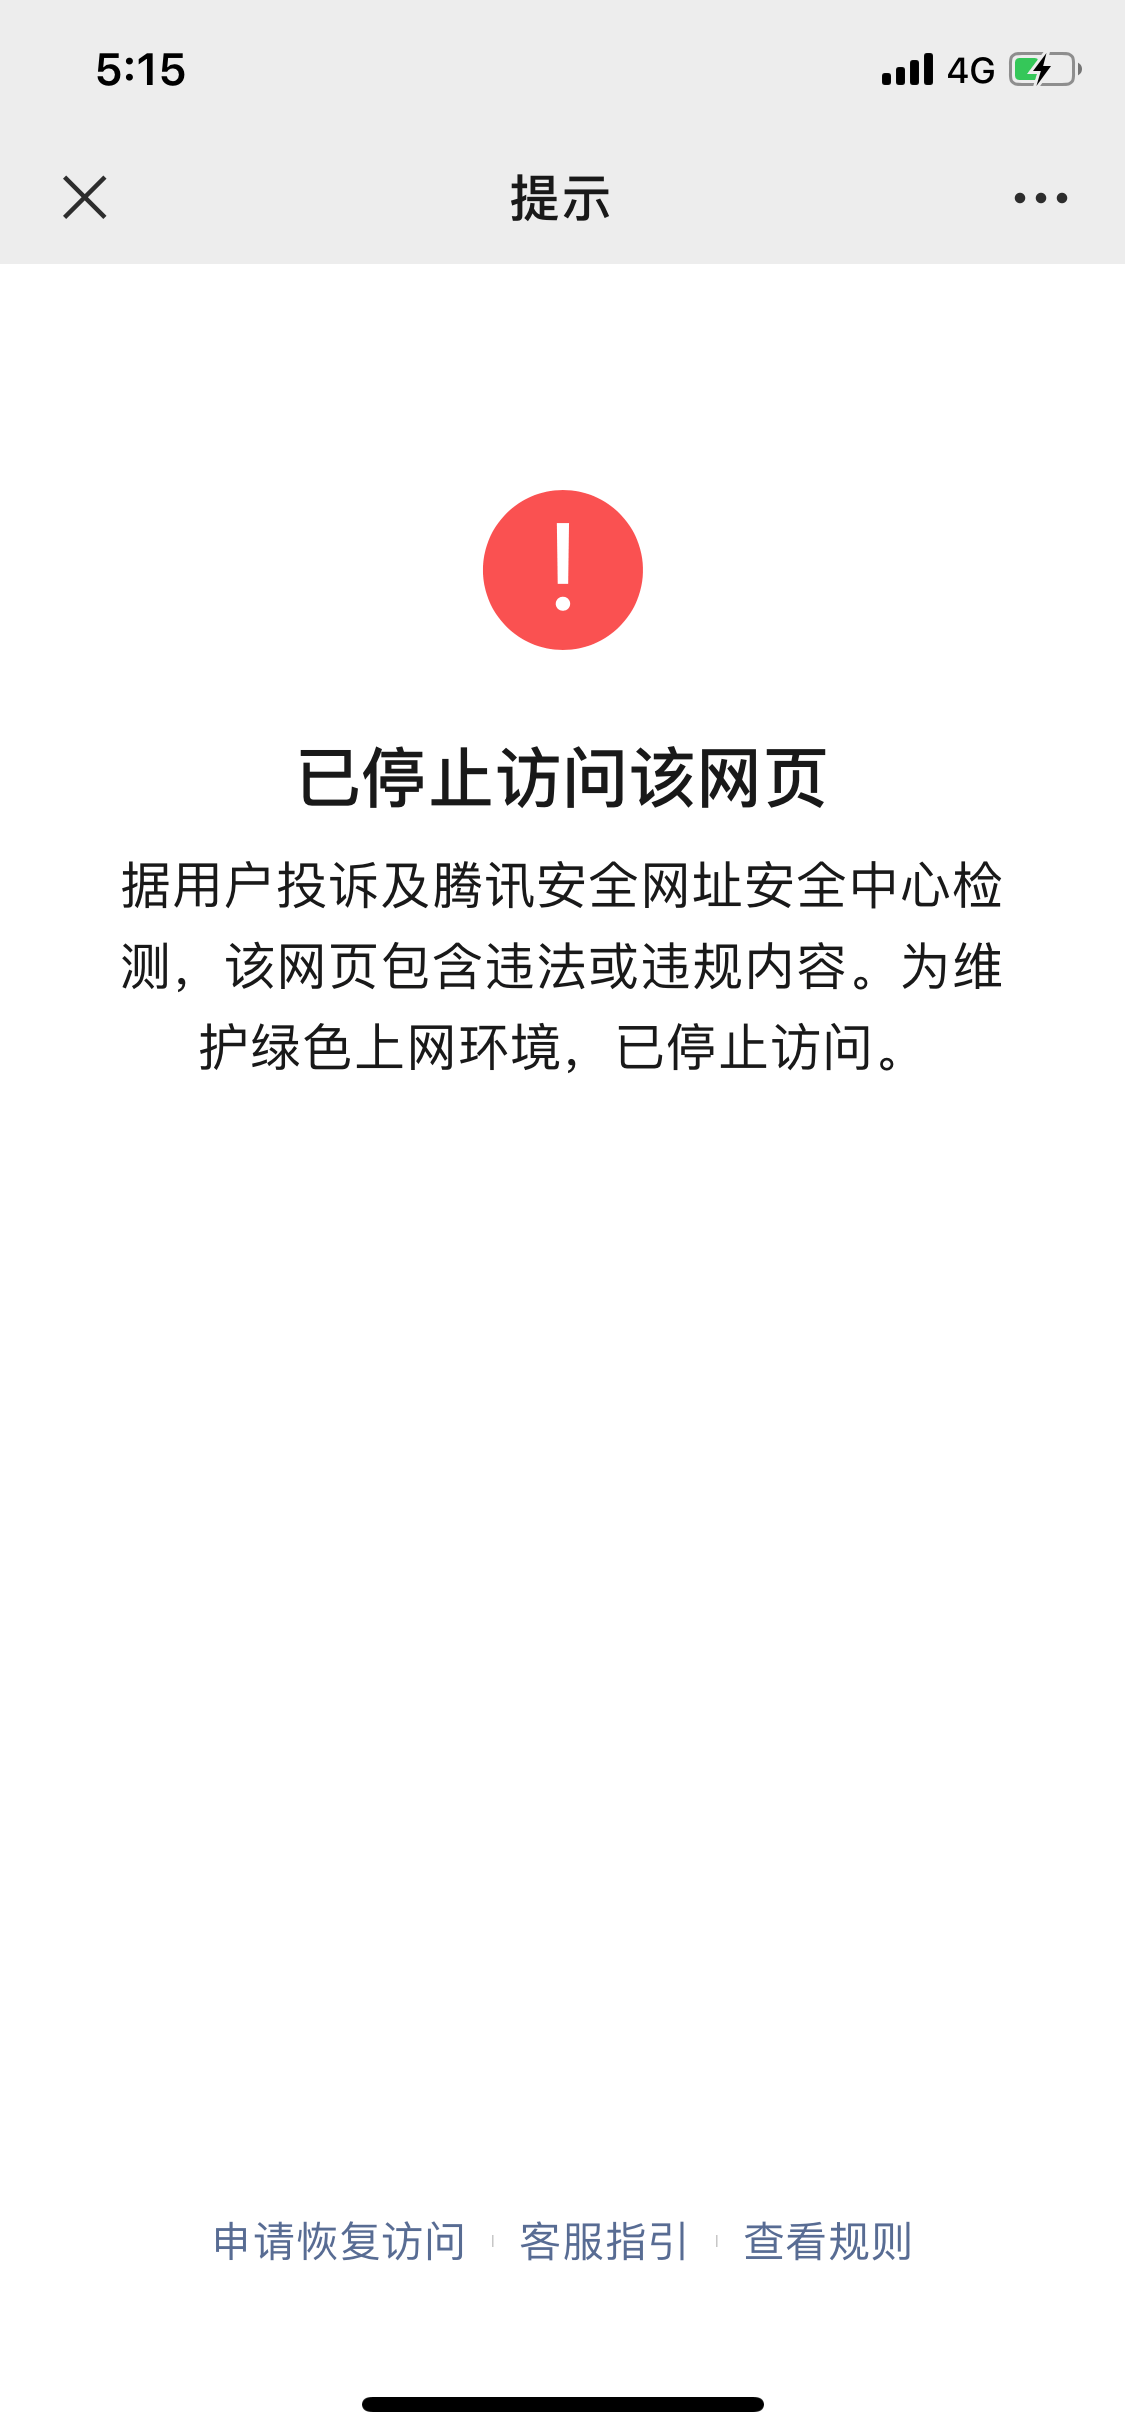 5:15
4G
提示
已停止访问该网页
据用户投诉及腾讯安全网址安全中心检
测，该网页包含违法或违规内容。为维
护绿色上网环境，已停止访问。
申请恢复访问 | 客服指引 | 查看规则